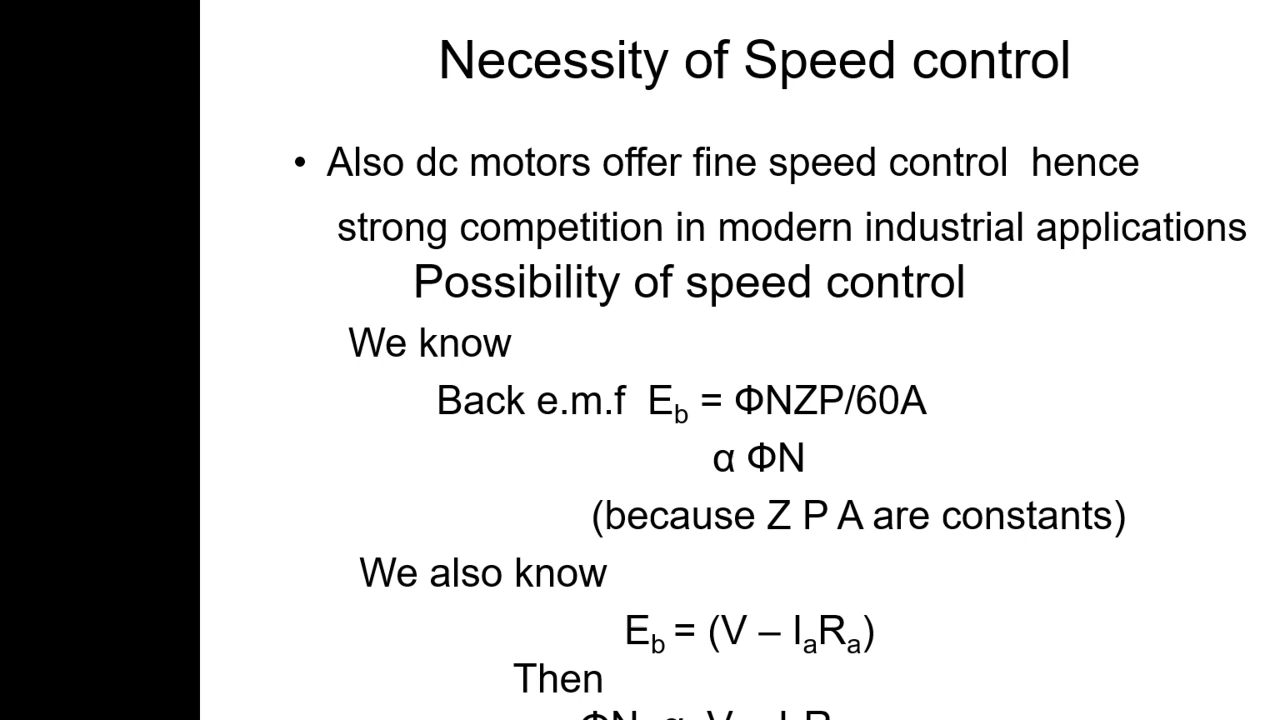 Necessity of Speed control
• Also dc motors offer fine speed control hence
strong competition in modern industrial applications
Possibility of speed control
We know
Back e.m.f E_b = ΦNZP/60A
α ΦN
(because Z P A are constants)
We also know
E_b = (V – I_aR_a)
Then
ΦN α V – I_aR